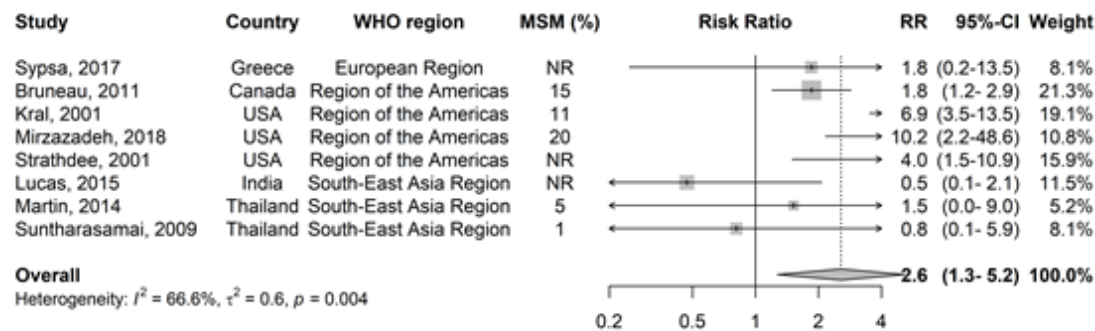 Study Country WHO region MSM (%) Risk Ratio RR 95%-CI Weight
Sypsa, 2017 Greece European Region NR 1.8 (0.2-13.5) 8.1%
Bruneau, 2011 Canada Region of the Americas 15 1.8 (1.2- 2.9) 21.3%
Kral, 2001 USA Region of the Americas 11 6.9 (3.5-13.5) 19.1%
Mirzazadeh, 2018 USA Region of the Americas 20 10.2 (2.2-48.6) 10.8%
Strathdee, 2001 USA Region of the Americas NR 4.0 (1.5-10.9) 15.9%
Lucas, 2015 India South-East Asia Region NR 0.5 (0.1- 2.1) 11.5%
Martin, 2014 Thailand South-East Asia Region 5 1.5 (0.0- 9.0) 5.2%
Suntharasamai, 2009 Thailand South-East Asia Region 1 0.8 (0.1- 5.9) 8.1%
Overall 2.6 (1.3- 5.2) 100.0%
Heterogeneity: I² = 66.6%, τ² = 0.6, p = 0.004
0.2 0.5 1 2 4